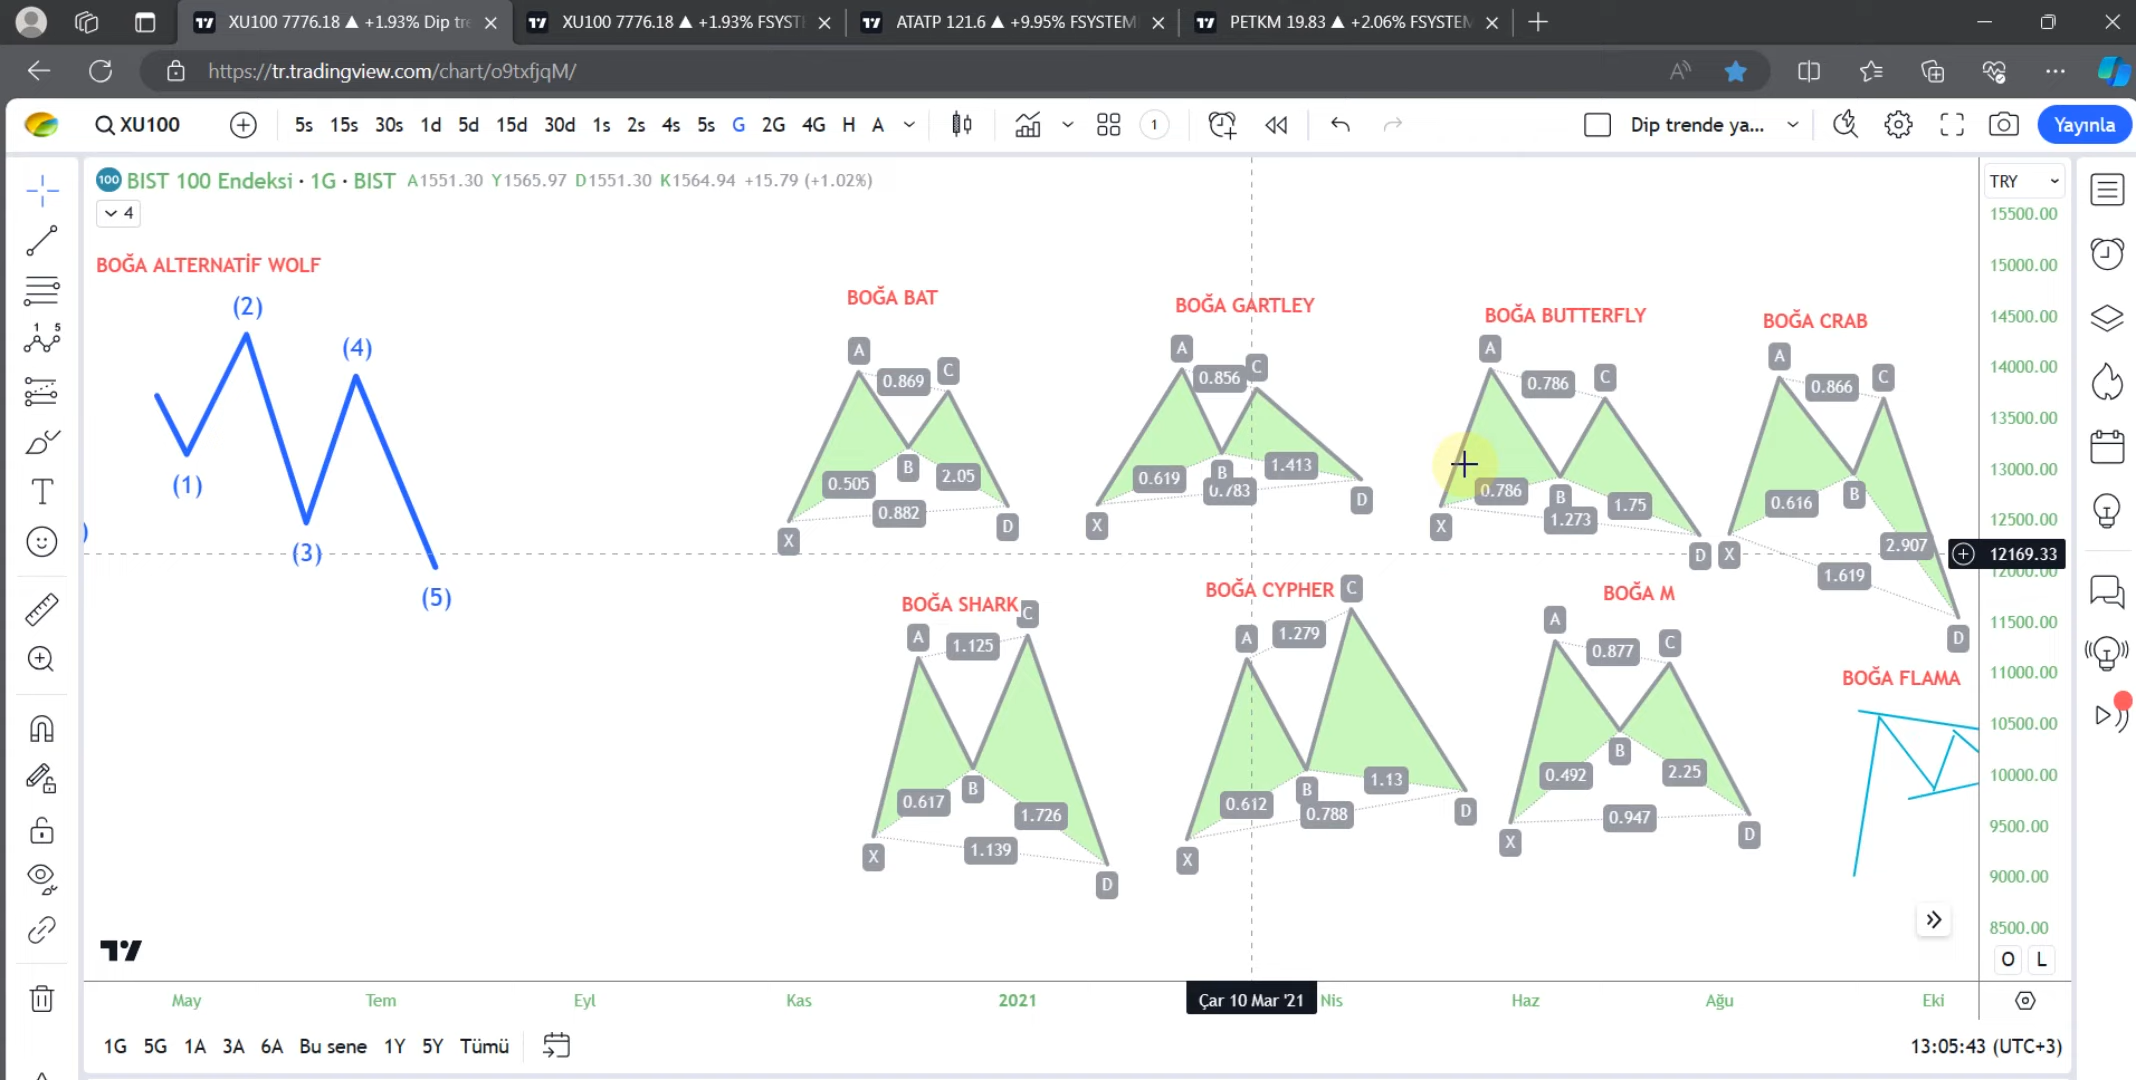 XU100 7776.18 ▲ +1.93% Dip tre
XU100 7776.18 ▲ +1.93% FSYSTE
ATATP 121.6 ▲ +9.95% FSYSTEM
PETKM 19.83 ▲ +2.06% FSYSTEM
https://tr.tradingview.com/chart/o9txfjqM/
XU100 5s 15s 30s 1d 5d 15d 30d 1s 2s 4s 5s G 2G 4G H A 1 Dip trende ya... Yayınla
100 BIST 100 Endeksi · 1G · BIST A1551.30 Y1565.97 D1551.30 K1564.94 +15.79 (+1.02%)
TRY
4
BOĞA ALTERNATİF WOLF
(1)
(2)
(3)
(4)
(5)
)
BOĞA BAT
A
0.869
C
0.505
B
2.05
0.882
X
D
BOĞA GARTLEY
A
0.856
C
0.619
B
1.413
0.783
X
D
BOĞA BUTTERFLY
A
0.786
C
0.786
B
1.75
1.273
X
D
BOĞA CRAB
A
0.866
C
0.616
B
2.907
X
1.619
D
BOĞA SHARK
A
1.125
C
0.617
B
1.726
1.139
X
D
BOĞA CYPHER
A
1.279
C
0.612
B
1.13
0.788
X
D
BOĞA M
A
0.877
C
0.492
B
2.25
0.947
X
D
BOĞA FLAMA
15500.00
15000.00
14500.00
14000.00
13500.00
13000.00
12500.00
12169.33
12000.00
11500.00
11000.00
10500.00
10000.00
9500.00
9000.00
8500.00
O L
May Tem Eyl Kas 2021 Çar 10 Mar '21 Nis Haz Ağu Eki
1G 5G 1A 3A 6A Bu sene 1Y 5Y Tümü
13:05:43 (UTC+3)